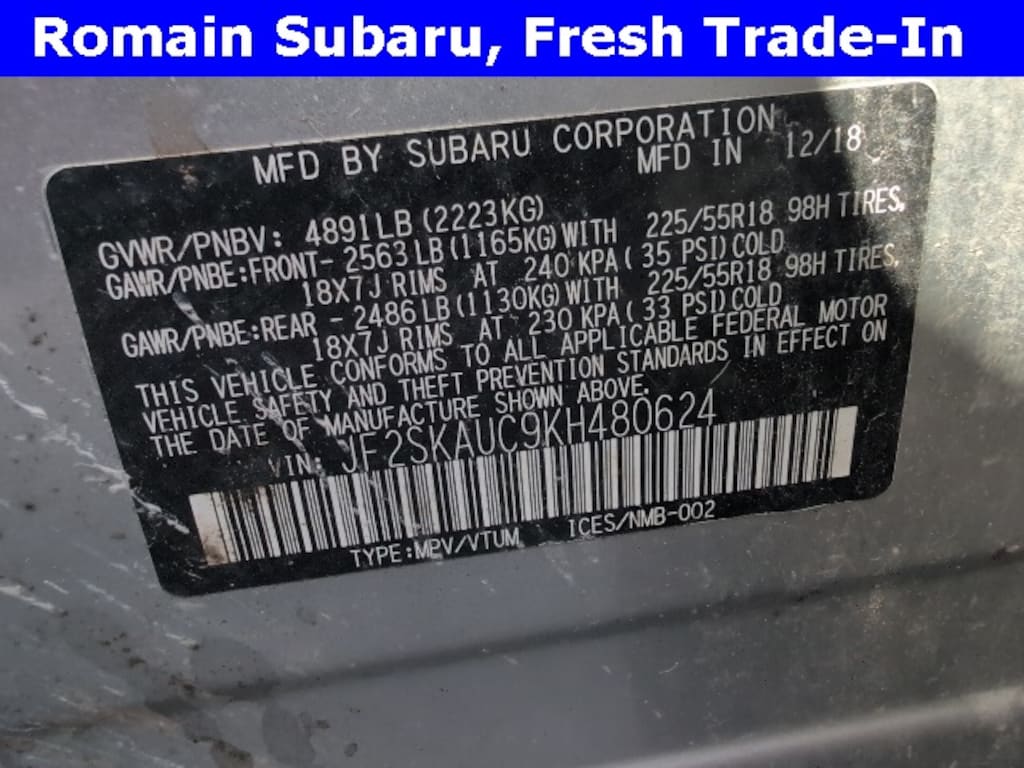 Romain Subaru, Fresh Trade-In
MFD BY SUBARU CORPORATION
MFD IN 12/18
GVWR/PNBV: 4891LB (2223KG)
GAWR/PNBE:FRONT- 2563LB(1165KG)WITH 225/55R18 98H TIRES,
18X7J RIMS AT 240 KPA( 35 PSI)COLD
GAWR/PNBE:REAR - 2486LB(1130KG)WITH 225/55R18 98H TIRES,
18X7J RIMS AT 230 KPA( 33 PSI)COLD
THIS VEHICLE CONFORMS TO ALL APPLICABLE FEDERAL MOTOR
VEHICLE SAFETY AND THEFT PREVENTION STANDARDS IN EFFECT ON
THE DATE OF MANUFACTURE SHOWN ABOVE.
VIN: JF2SKAUC9KH480624
TYPE:MPV/VTUM ICES/NMB-002